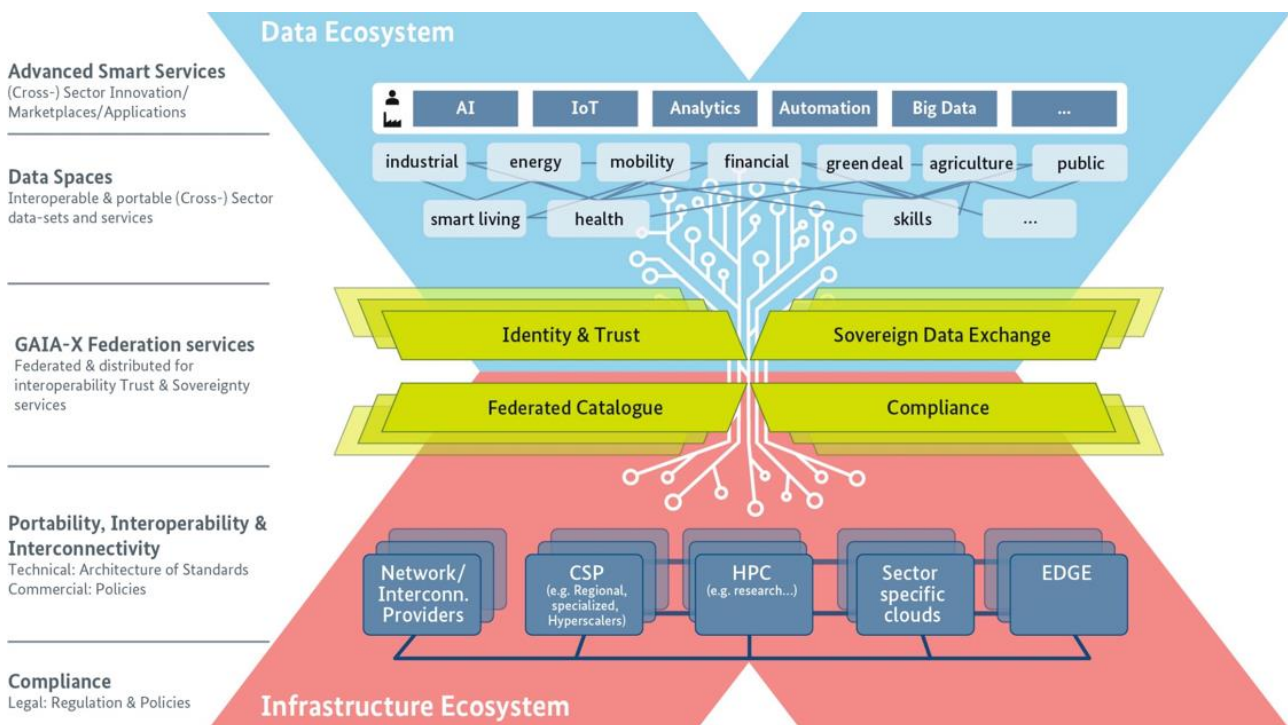 Data Ecosystem
Advanced Smart Services
(Cross-) Sector Innovation/
Marketplaces/Applications
AI
IoT
Analytics
Automation
Big Data
...
Data Spaces
Interoperable & portable (Cross-) Sector
data-sets and services
industrial
energy
mobility
financial
green deal
agriculture
public
smart living
health
skills
...
GAIA-X Federation services
Federated & distributed for
interoperability Trust & Sovereignty
services
Identity & Trust
Sovereign Data Exchange
Federated Catalogue
Compliance
Portability, Interoperability &
Interconnectivity
Technical: Architecture of Standards
Commercial: Policies
Network/
Interconn.
Providers
CSP
(e.g. Regional,
specialized,
Hyperscalers)
HPC
(e.g. research...)
Sector
specific
clouds
EDGE
Compliance
Legal: Regulation & Policies
Infrastructure Ecosystem